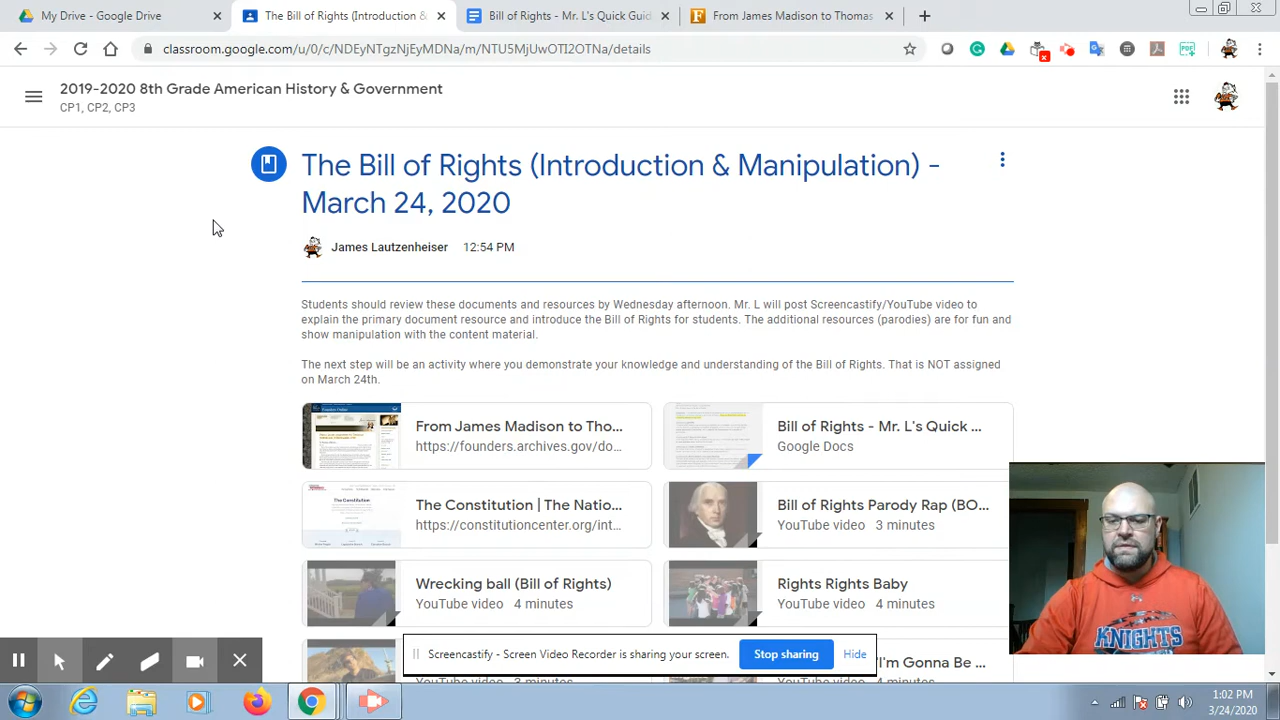 My Drive - Google Drive
The Bill of Rights (Introduction &
Bill of Rights - Mr. L's Quick Guid
From James Madison to Thomas
classroom.google.com/u/0/c/NDEyNTgzNjEyMDNa/m/NTU5MjUwOTI2OTNa/details
2019-2020 8th Grade American History & Government
CP1, CP2, CP3
The Bill of Rights (Introduction & Manipulation) -
March 24, 2020
James Lautzenheiser 12:54 PM
Students should review these documents and resources by Wednesday afternoon. Mr. L will post Screencastify/YouTube video to
explain the primary document resource and introduce the Bill of Rights for students. The additional resources (parodies) are for fun and
show manipulation with the content material.
The next step will be an activity where you demonstrate your knowledge and understanding of the Bill of Rights. That is NOT assigned
on March 24th.
From James Madison to Tho...
https://founders.archives.gov/do...
Bill of Rights - Mr. L's Quick ...
Google Docs
The Constitution | The Natio...
https://constitutioncenter.org/int...
Bill of Rights Parody Rap (BO...
YouTube video 3 minutes
Wrecking ball (Bill of Rights)
YouTube video 4 minutes
Rights Rights Baby
YouTube video 4 minutes
KNIGHTS
Screencastify - Screen Video Recorder is sharing your screen.
Stop sharing
Hide
"I'm Gonna Be ...
YouTube video 3 minutes
1:02 PM
3/24/2020